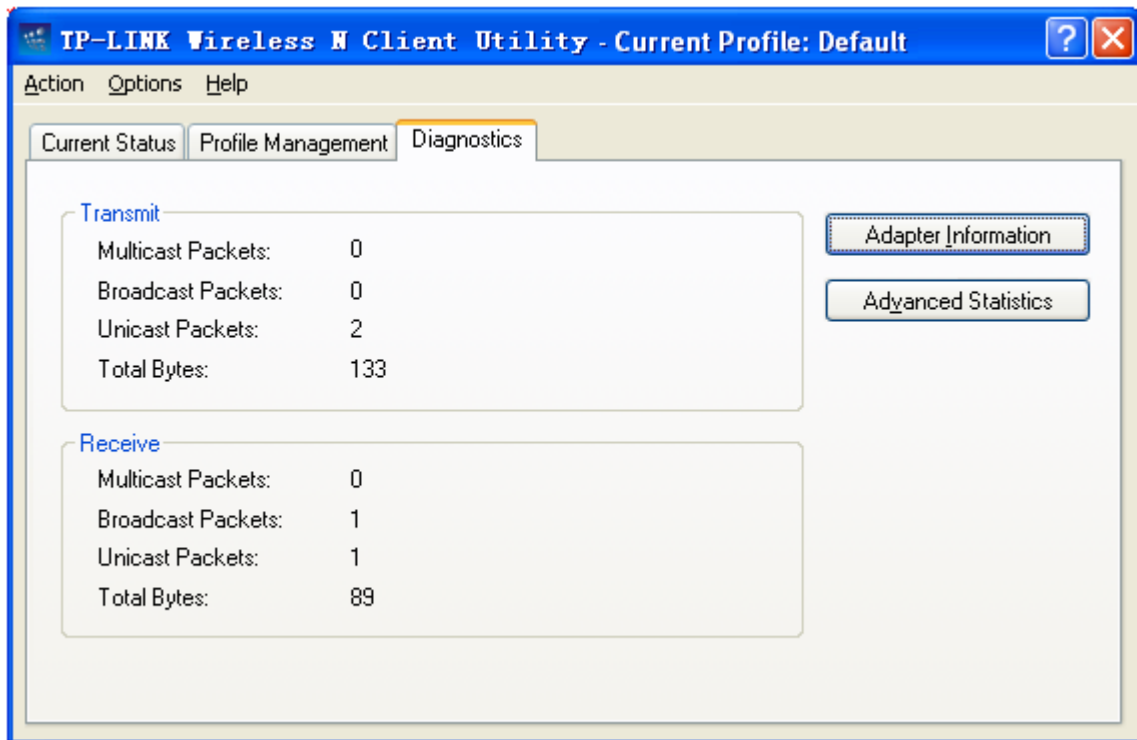 TP-LINK Wireless N Client Utility - Current Profile: Default
Action Options Help
Current Status Profile Management Diagnostics
Transmit
Multicast Packets: 0
Broadcast Packets: 0
Unicast Packets: 2
Total Bytes: 133
Adapter Information
Advanced Statistics
Receive
Multicast Packets: 0
Broadcast Packets: 1
Unicast Packets: 1
Total Bytes: 89